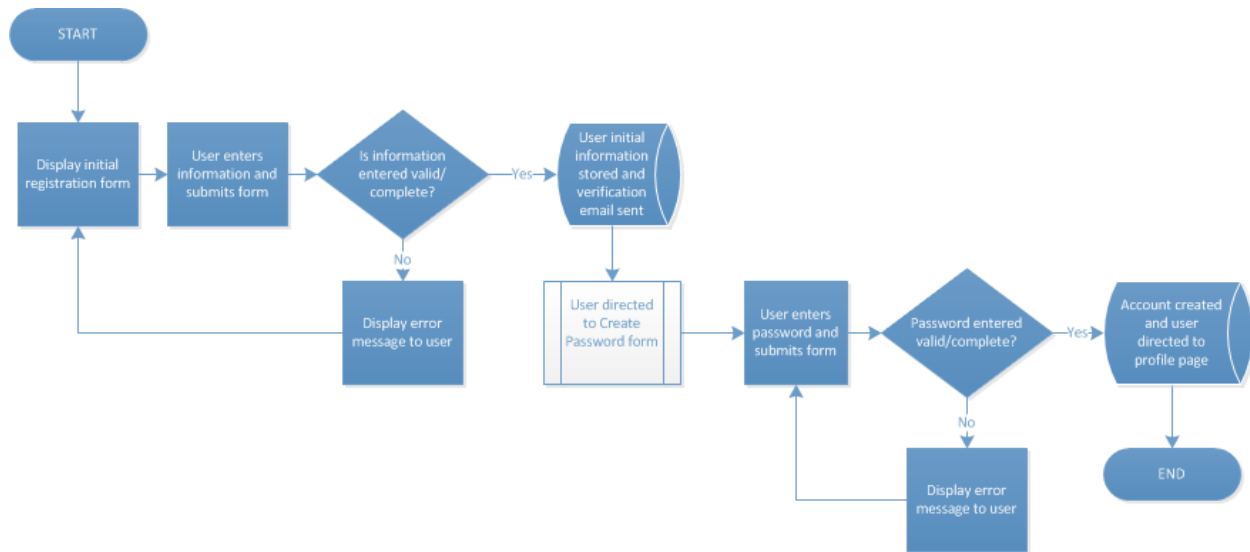 START
Display initial
registration form
User enters
information and
submits form
Is information
entered valid/
complete?
Yes
User initial
information
stored and
verification
email sent
No
Display error
message to user
User directed
to Create
Password form
User enters
password and
submits form
Password entered
valid/complete?
Yes
Account created
and user
directed to
profile page
No
Display error
message to user
END